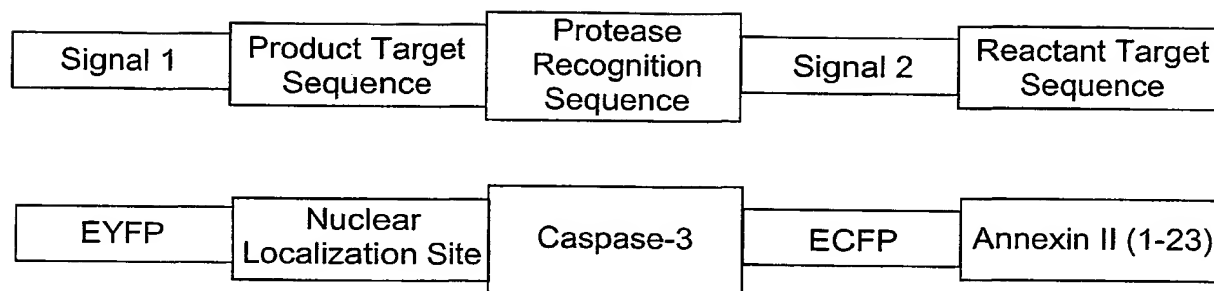 Signal 1
Product Target
Sequence
Protease
Recognition
Sequence
Signal 2
Reactant Target
Sequence
EYFP
Nuclear
Localization Site
Caspase-3
ECFP
Annexin II (1-23)